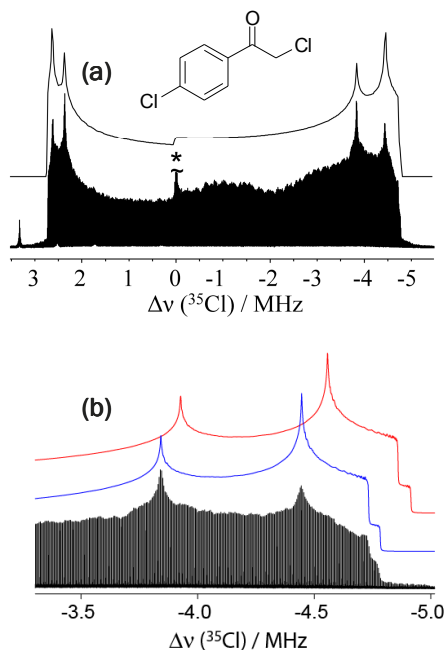 (a)
O
Cl
Cl
*
~
3 2 1 0 -1 -2 -3 -4 -5
Δν (³⁵Cl) / MHz
(b)
-3.5 -4.0 -4.5 -5.0
Δν (³⁵Cl) / MHz